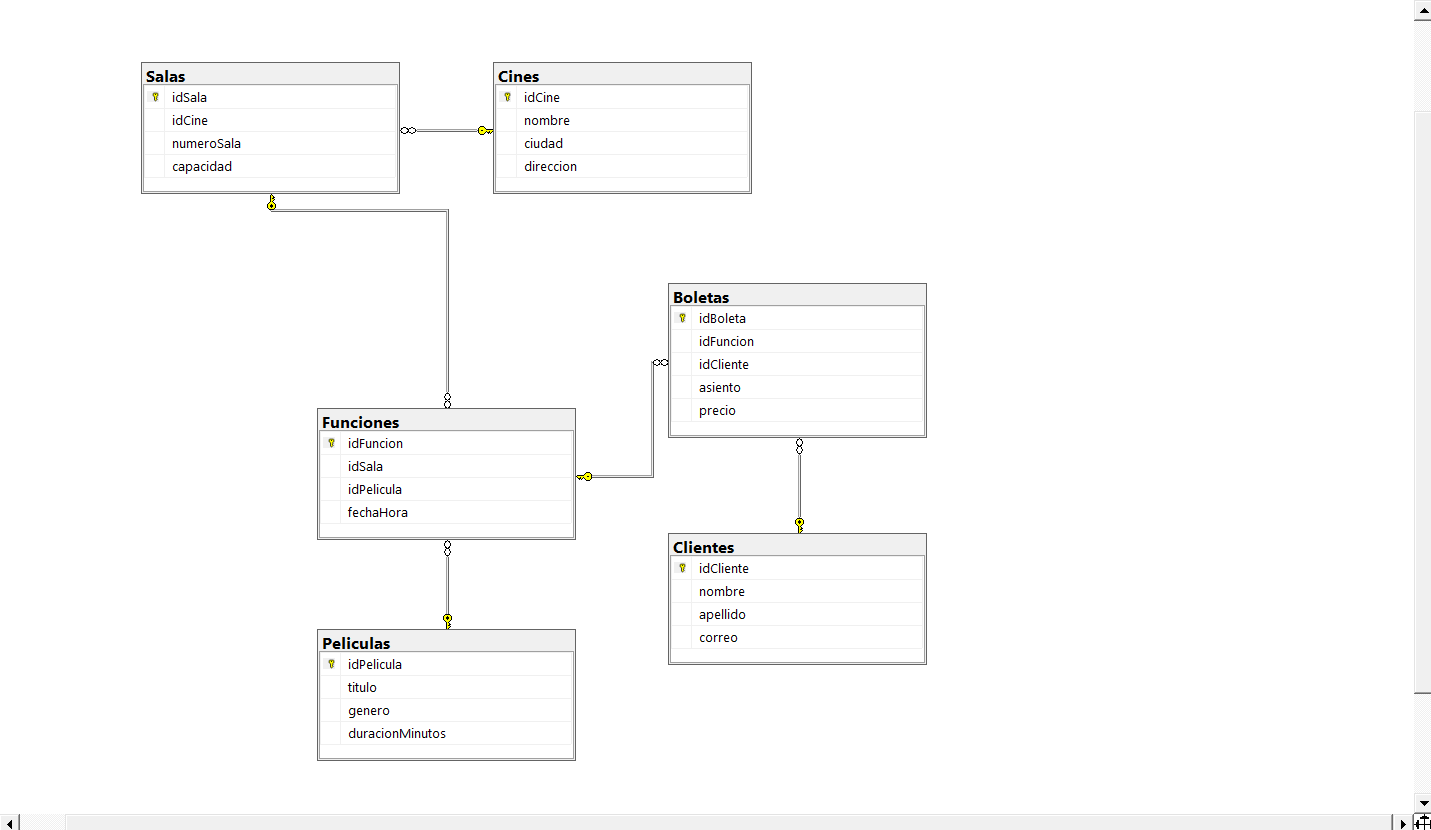 Salas
idSala
idCine
numeroSala
capacidad
Cines
idCine
nombre
ciudad
direccion
Boletas
idBoleta
idFuncion
idCliente
asiento
precio
Funciones
idFuncion
idSala
idPelicula
fechaHora
Clientes
idCliente
nombre
apellido
correo
Peliculas
idPelicula
titulo
genero
duracionMinutos